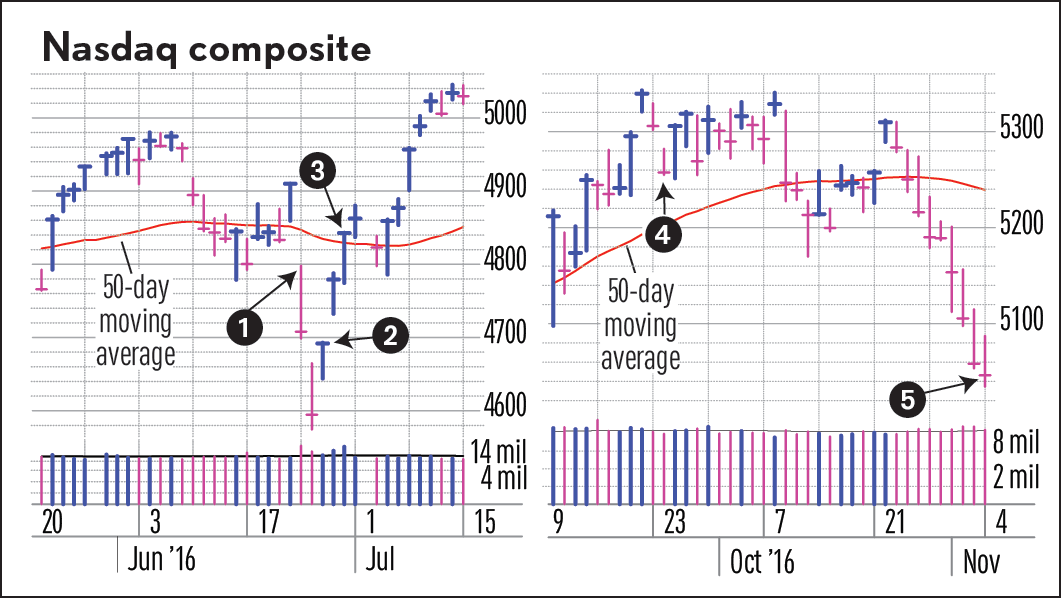 Nasdaq composite
5000
4900
4800
4700
4600
14 mil
4 mil
50-day
moving
average
1
2
3
20 3 17 1 15
Jun ’16 Jul
5300
5200
5100
8 mil
2 mil
50-day
moving
average
4
5
9 23 7 21 4
Oct ’16 Nov